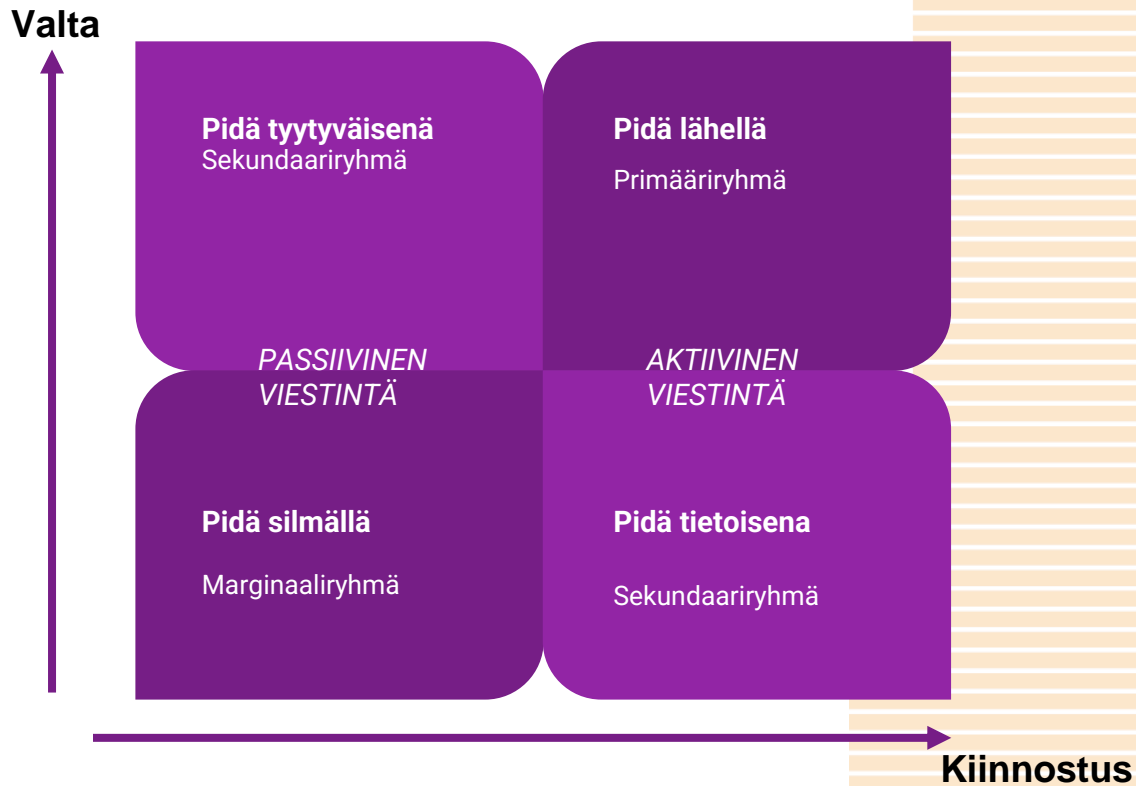 Valta
Pidä tyytyväisenä
Sekundaariryhmä
Pidä lähellä
Primääriryhmä
PASSIIVINEN
VIESTINTÄ
AKTIIVINEN
VIESTINTÄ
Pidä silmällä
Marginaaliryhmä
Pidä tietoisena
Sekundaariryhmä
Kiinnostus